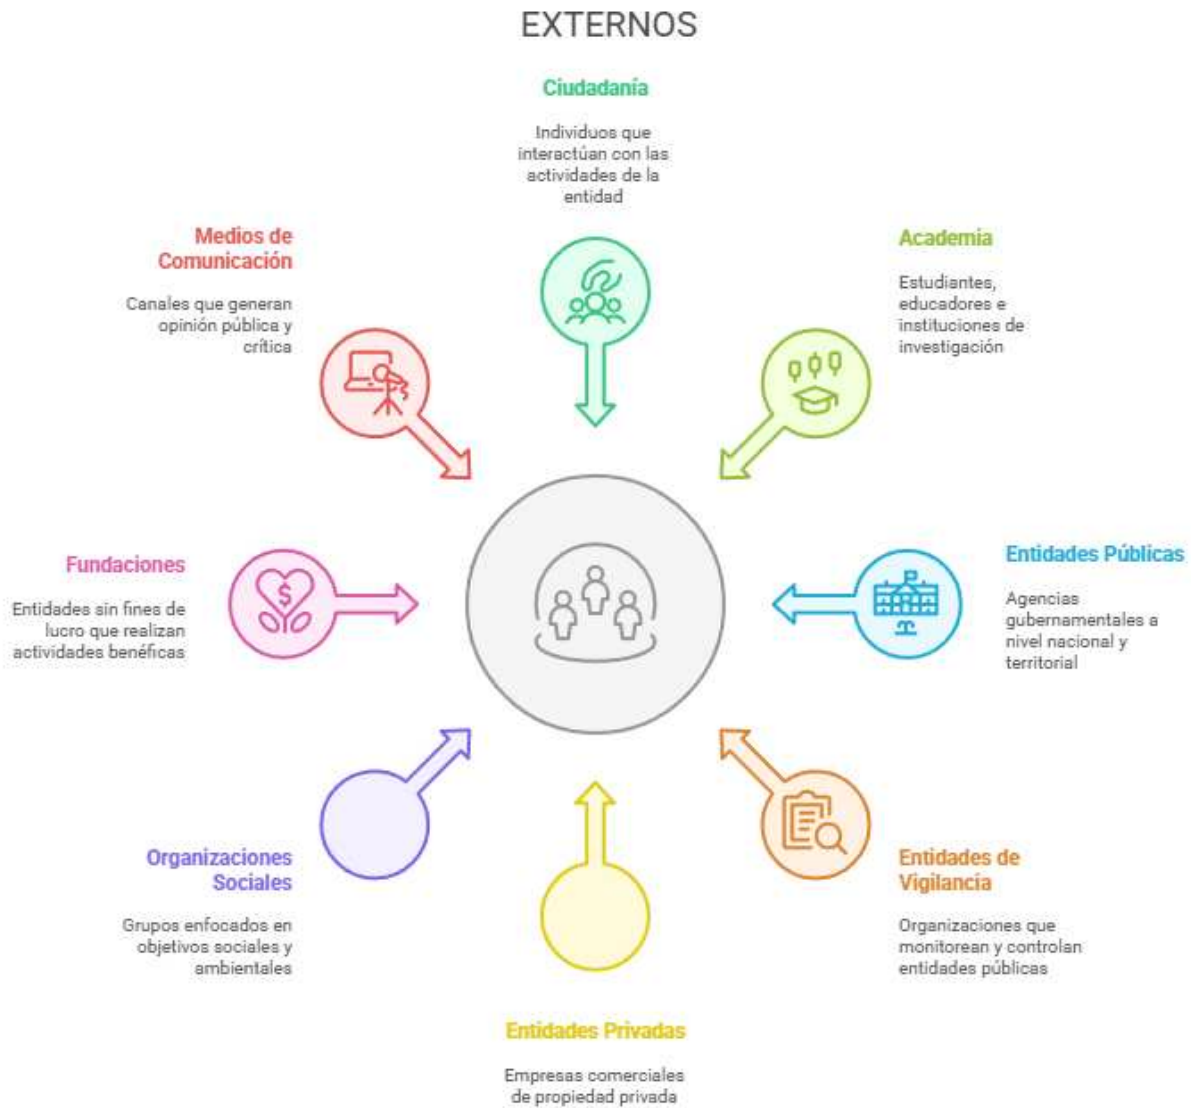 EXTERNOS
Ciudadanía
Individuos que
interactúan con las
actividades de la
entidad
Medios de
Comunicación
Canales que generan
opinión pública y
crítica
Academia
Estudiantes,
educadores e
instituciones de
investigación
Fundaciones
Entidades sin fines de
lucro que realizan
actividades benéficas
$
Entidades Públicas
Agencias
gubernamentales a
nivel nacional y
territorial
Organizaciones
Sociales
Grupos enfocados en
objetivos sociales y
ambientales
Entidades de
Vigilancia
Organizaciones que
monitorean y controlan
entidades públicas
Entidades Privadas
Empresas comerciales
de propiedad privada